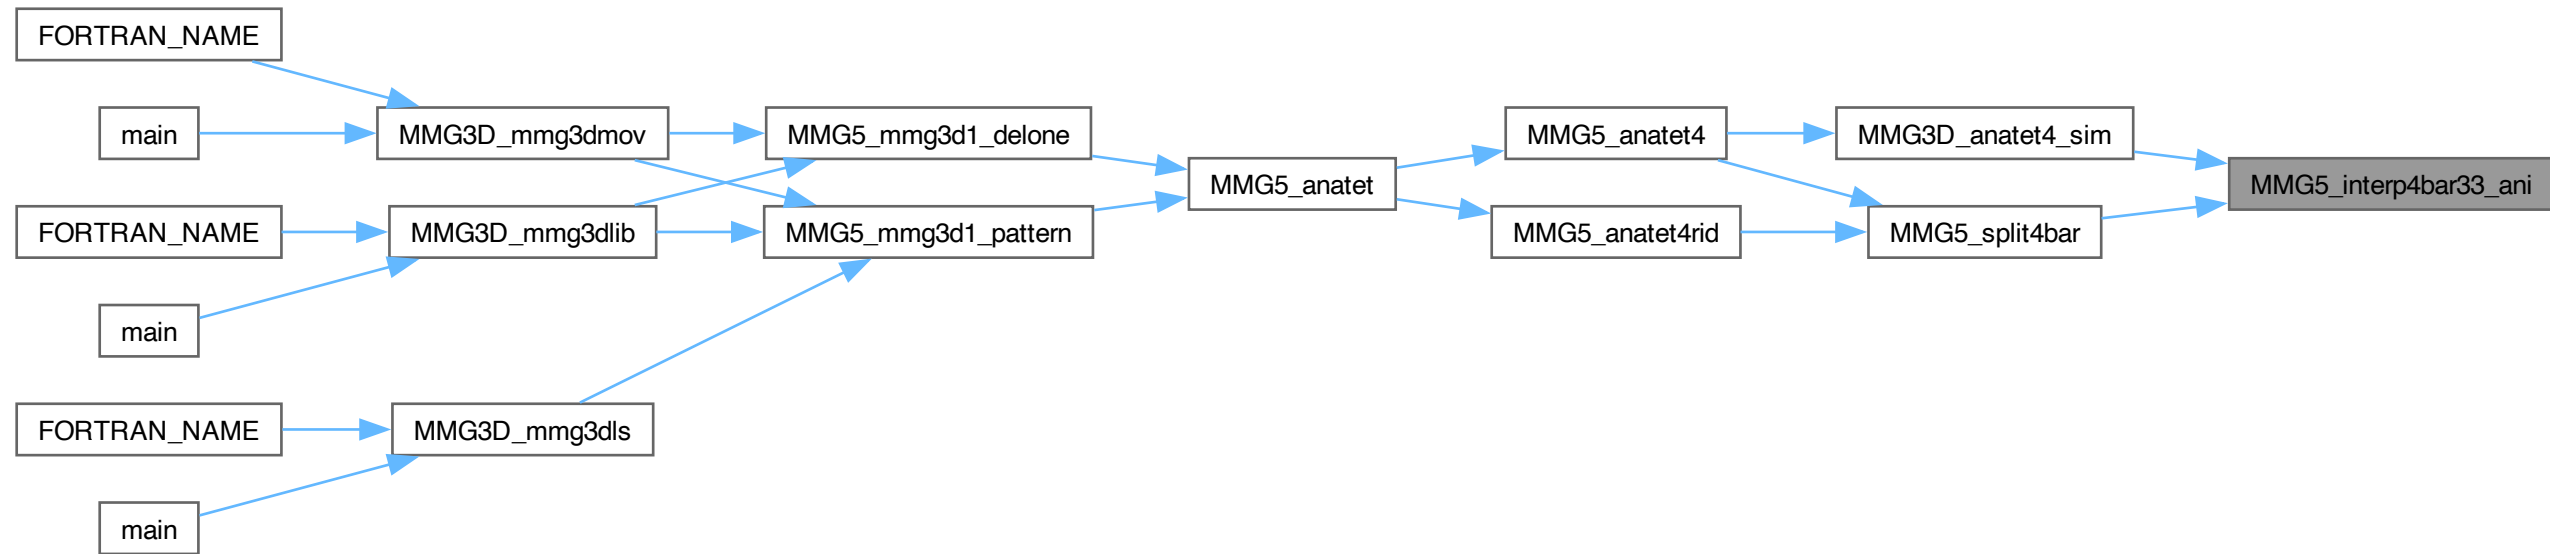 FORTRAN_NAME
main
MMG3D_mmg3dmov
MMG5_mmg3d1_delone
MMG5_anatet4
MMG3D_anatet4_sim
MMG5_anatet
MMG5_interp4bar33_ani
FORTRAN_NAME
MMG3D_mmg3dlib
MMG5_mmg3d1_pattern
MMG5_anatet4rid
MMG5_split4bar
main
FORTRAN_NAME
MMG3D_mmg3dls
main